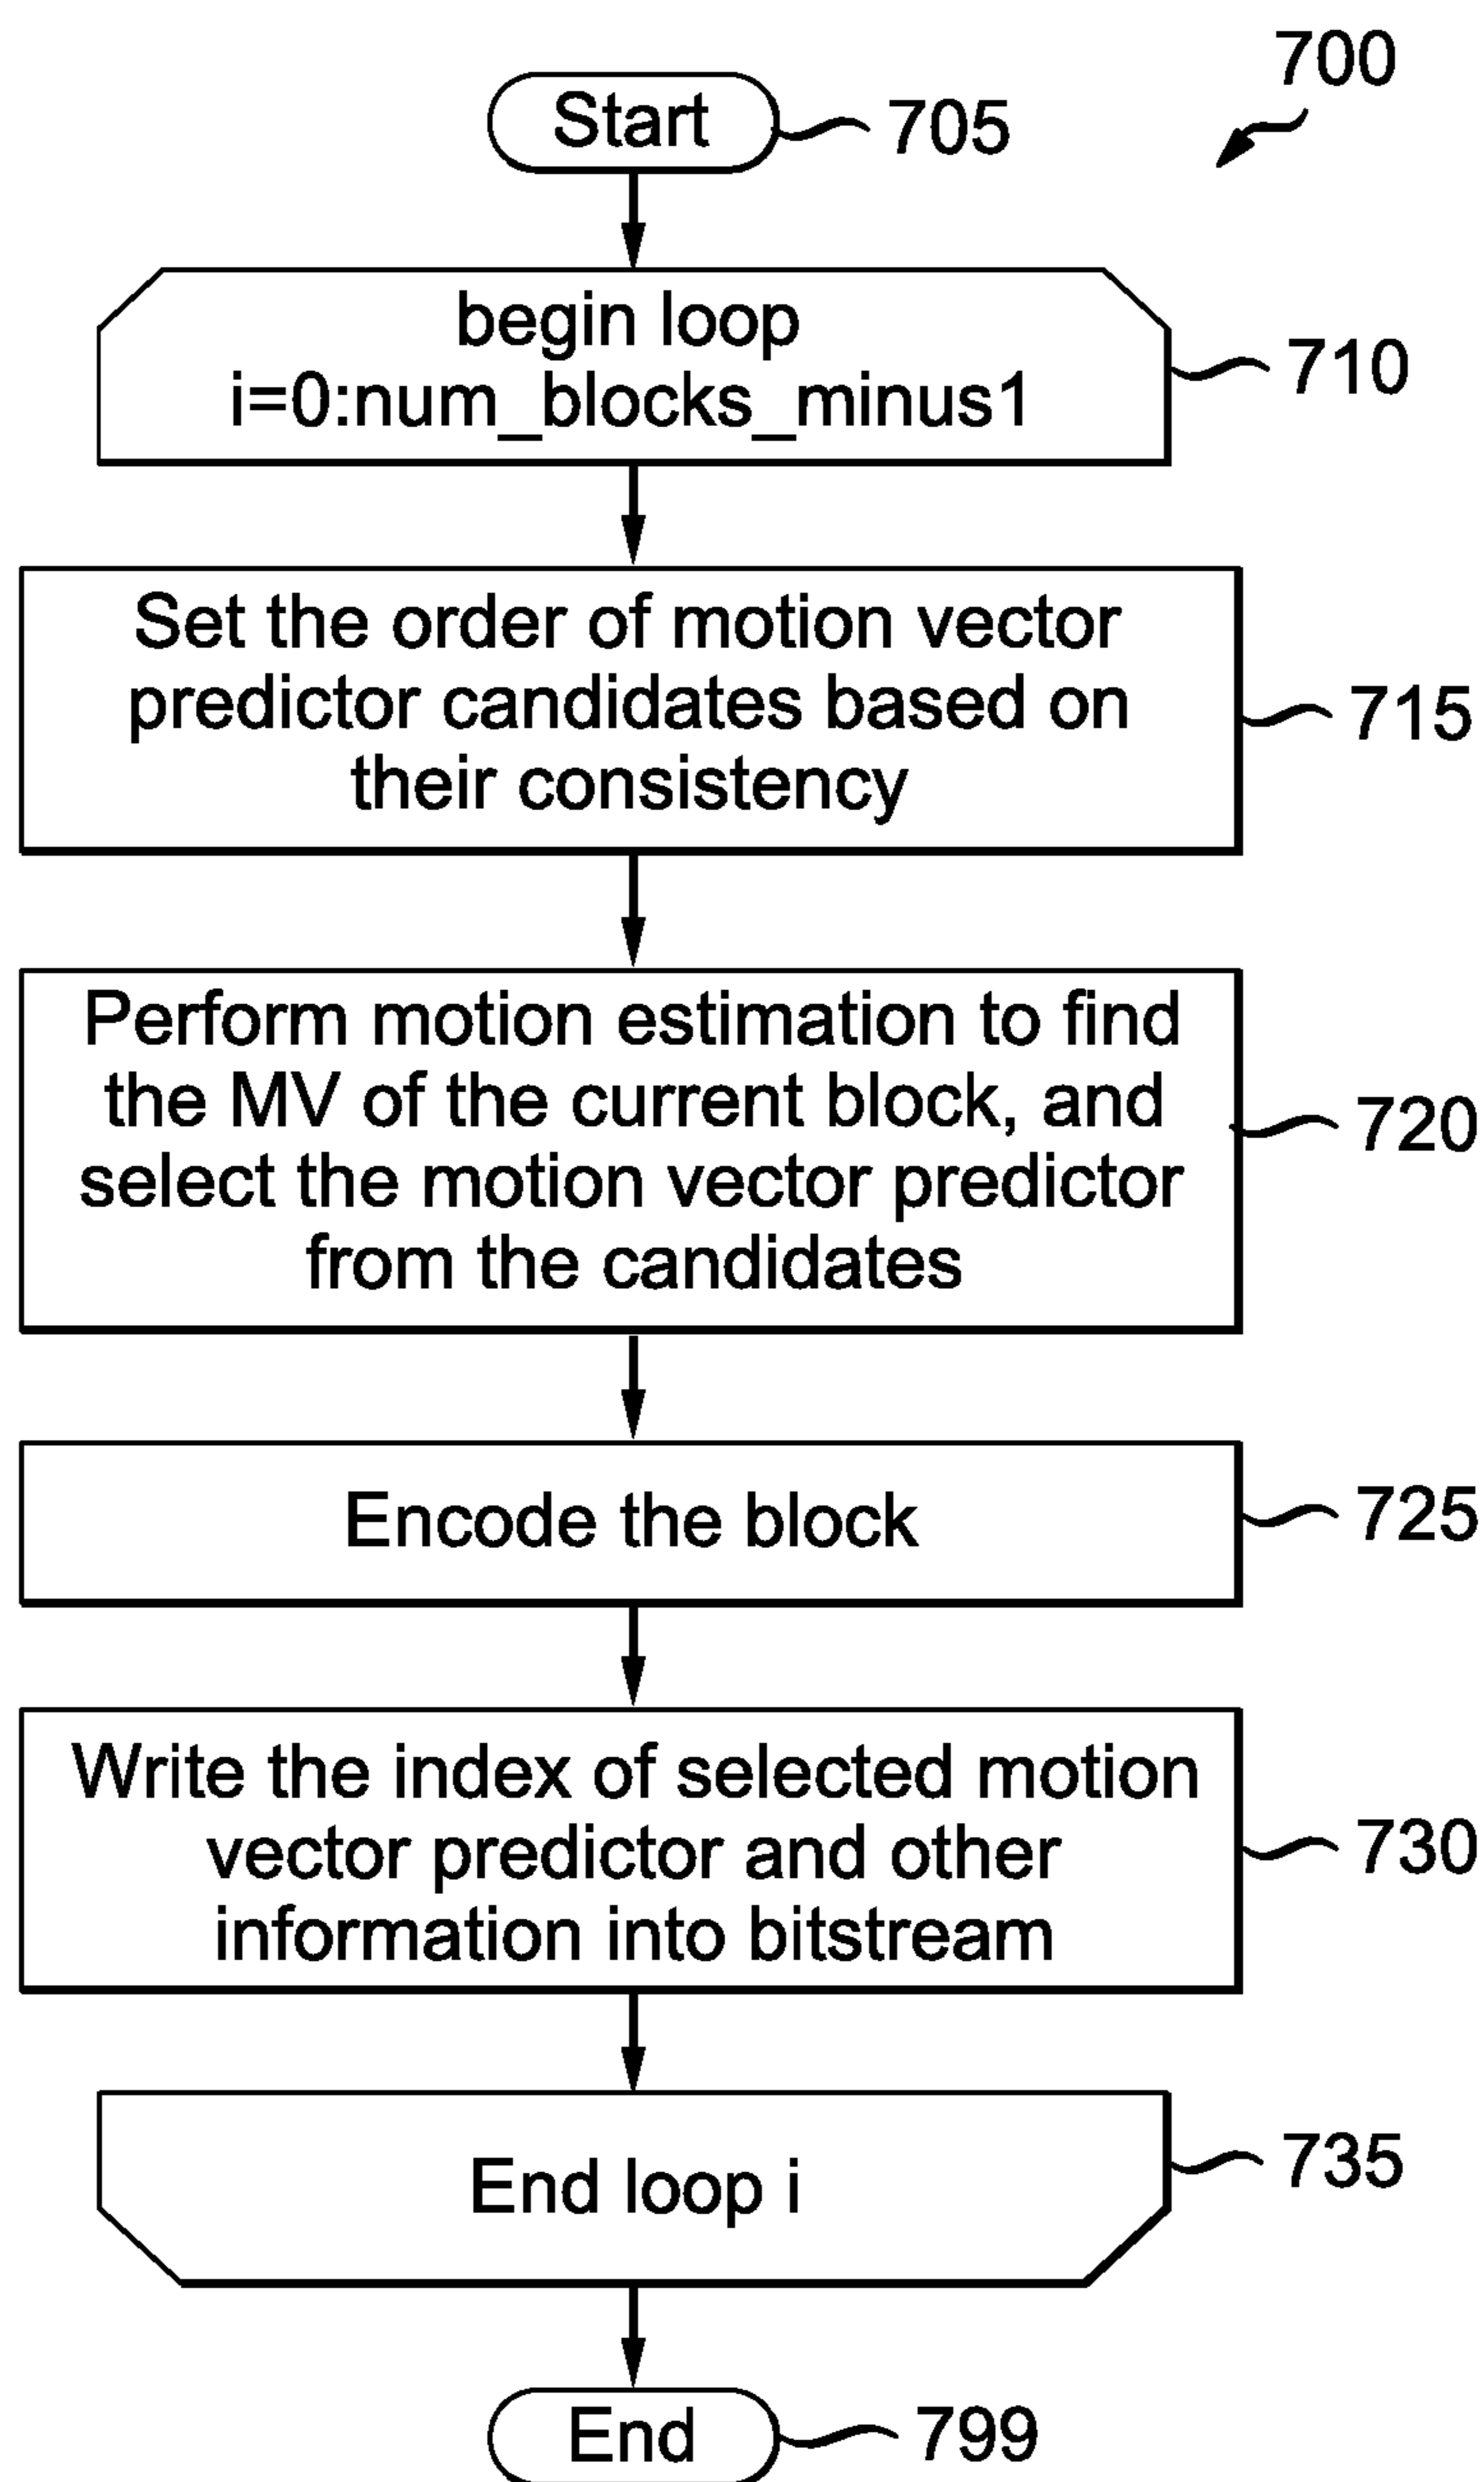 700
Start
705
begin loop
i=0:num_blocks_minus1
710
Set the order of motion vector
predictor candidates based on
their consistency
715
Perform motion estimation to find
the MV of the current block, and
select the motion vector predictor
from the candidates
720
Encode the block
725
Write the index of selected motion
vector predictor and other
information into bitstream
730
End loop i
735
End
799